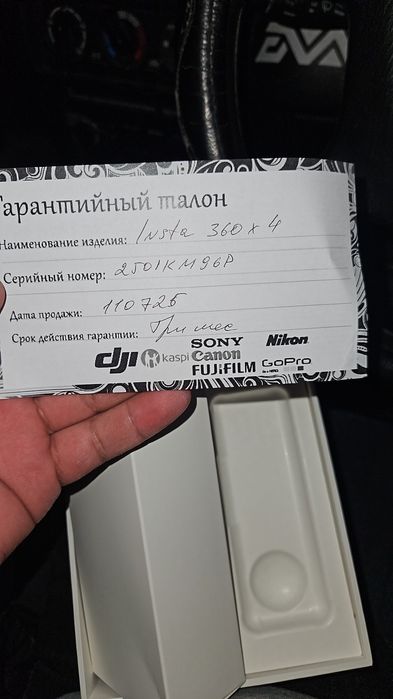 EVA
Гарантийный талон
Наименование изделия: Insta 360 x 4
Серийный номер: 2501KM96P
Дата продажи: 110725
Срок действия гарантии: Три мес
SONY Nikon
dji kaspi Canon
FUJIFILM GoPro